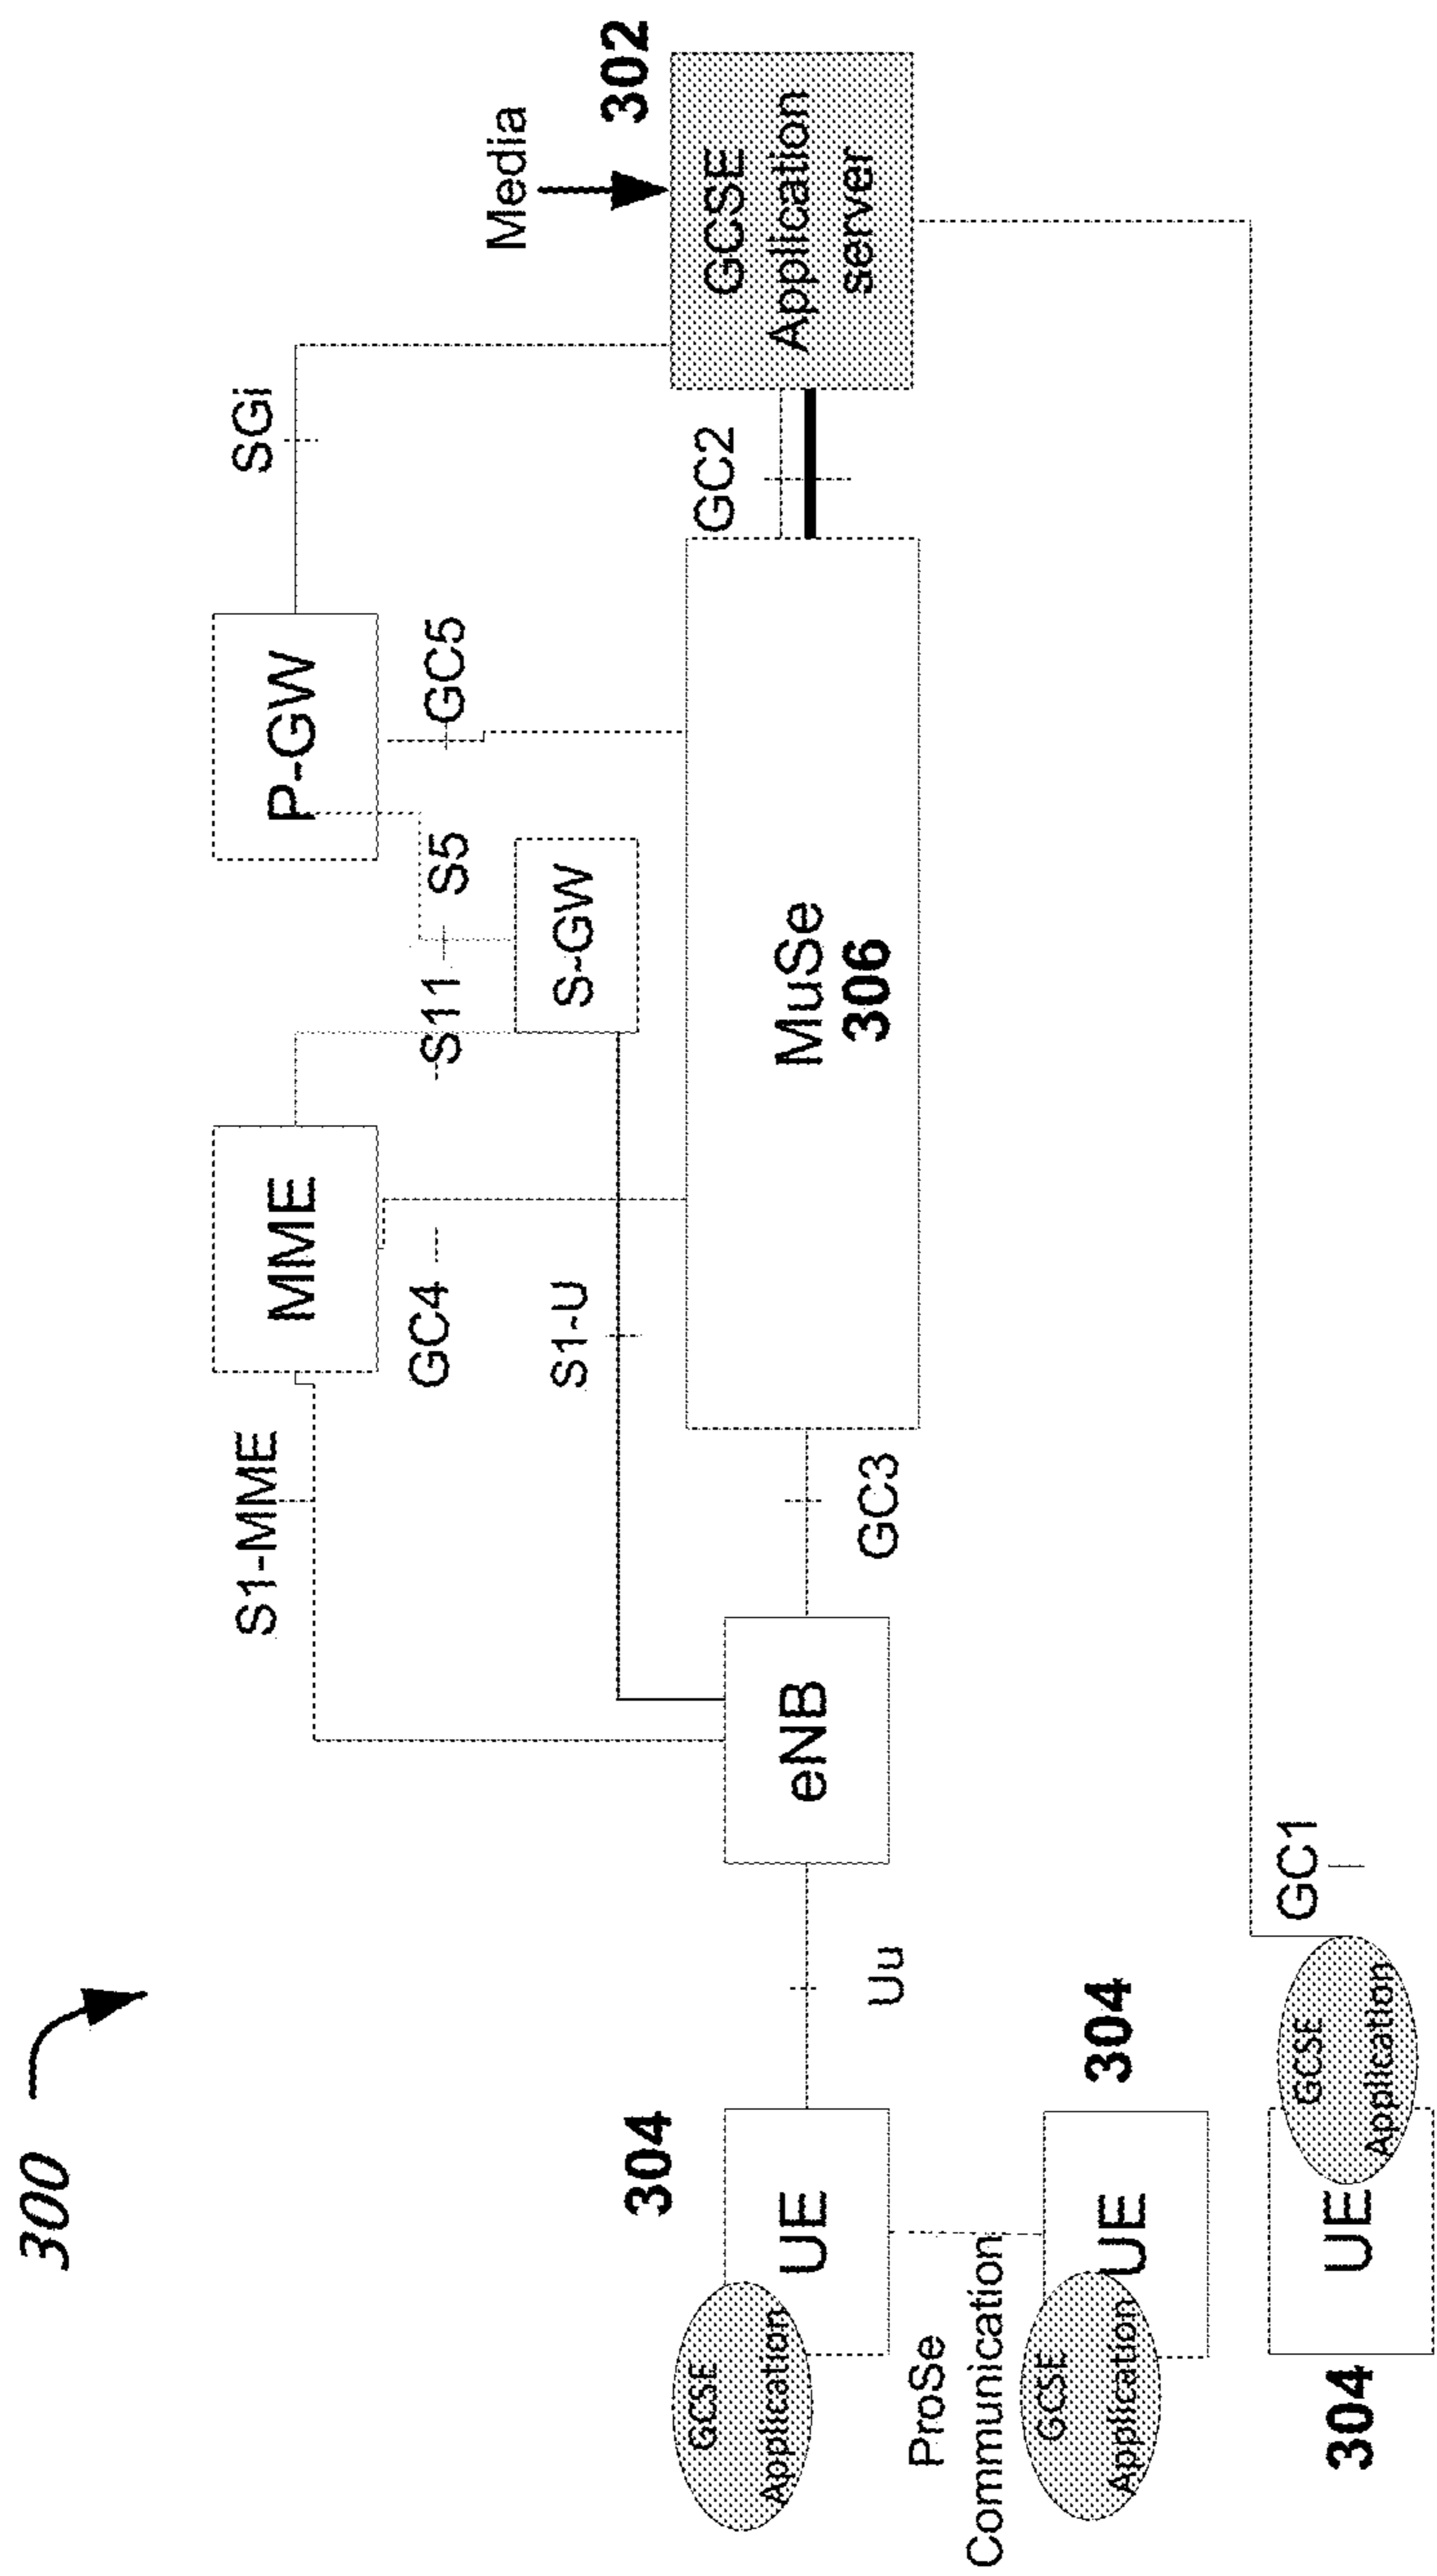 300
S1-MME
MME
P-GW
SGi
GC4
S11
S5
GC5
Media
S1-U
S-GW
302
304
GCSE
Application
UE
Uu
eNB
GC3
MuSe
306
GC2
GCSE
Application
server
ProSe
Communication
GCSE
Application
UE
304
304
UE
GCSE
Application
GC1